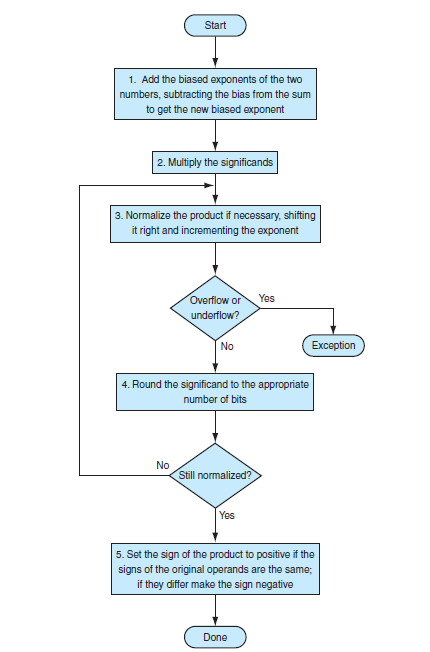 Start
1. Add the biased exponents of the two
numbers, subtracting the bias from the sum
to get the new biased exponent
2. Multiply the significands
3. Normalize the product if necessary, shifting
it right and incrementing the exponent
Overflow or
underflow?
Yes
No
Exception
4. Round the significand to the appropriate
number of bits
No
Still normalized?
Yes
5. Set the sign of the product to positive if the
signs of the original operands are the same;
if they differ make the sign negative
Done